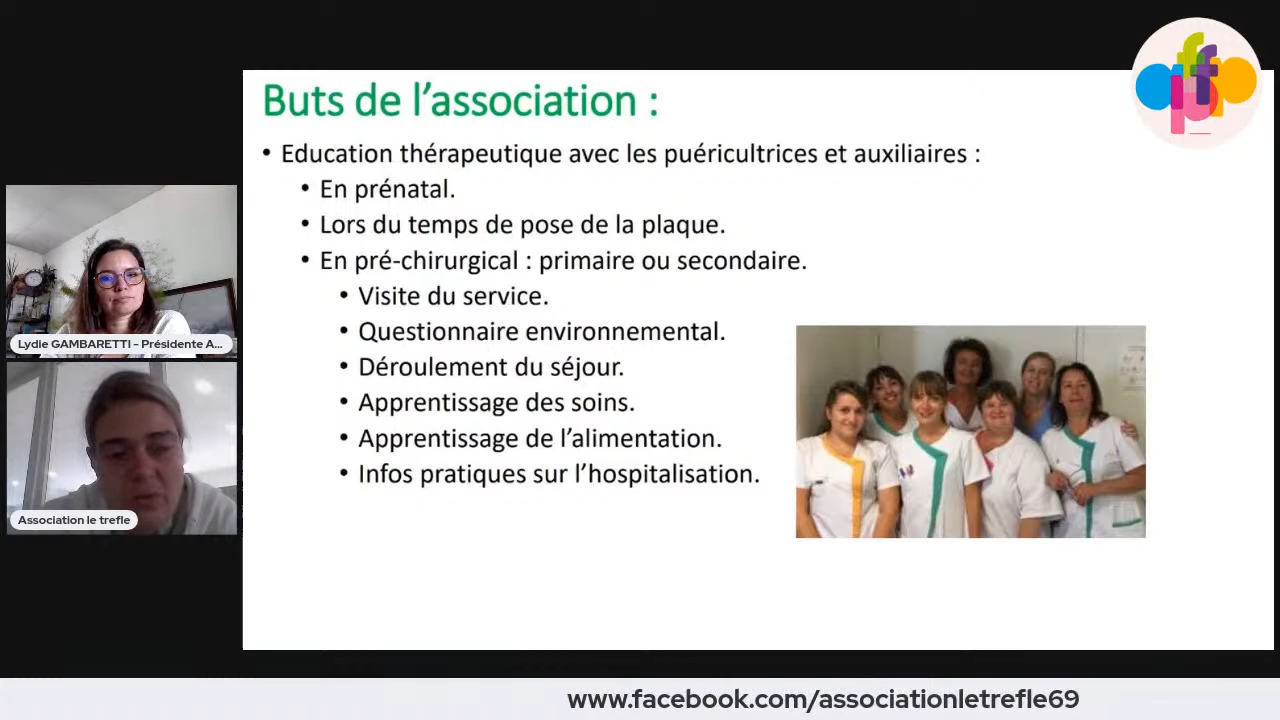 Buts de l’association :
• Education thérapeutique avec les puéricultrices et auxiliaires :
• En prénatal.
• Lors du temps de pose de la plaque.
• En pré-chirurgical : primaire ou secondaire.
• Visite du service.
• Questionnaire environnemental.
• Déroulement du séjour.
• Apprentissage des soins.
• Apprentissage de l’alimentation.
• Infos pratiques sur l’hospitalisation.
Lydie GAMBARETTI - Présidente A...
Association le trefle
www.facebook.com/associationletrefle69